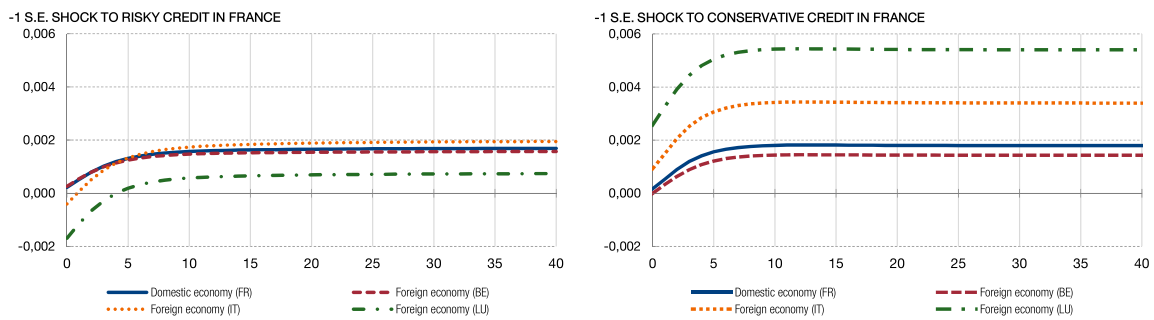 -1 S.E. SHOCK TO RISKY CREDIT IN FRANCE
0,006
0,004
0,002
0,000
-0,002
0 5 10 15 20 25 30 35 40
Domestic economy (FR) Foreign economy (BE)
Foreign economy (IT) Foreign economy (LU)
-1 S.E. SHOCK TO CONSERVATIVE CREDIT IN FRANCE
0,006
0,004
0,002
0,000
-0,002
0 5 10 15 20 25 30 35 40
Domestic economy (FR) Foreign economy (BE)
Foreign economy (IT) Foreign economy (LU)